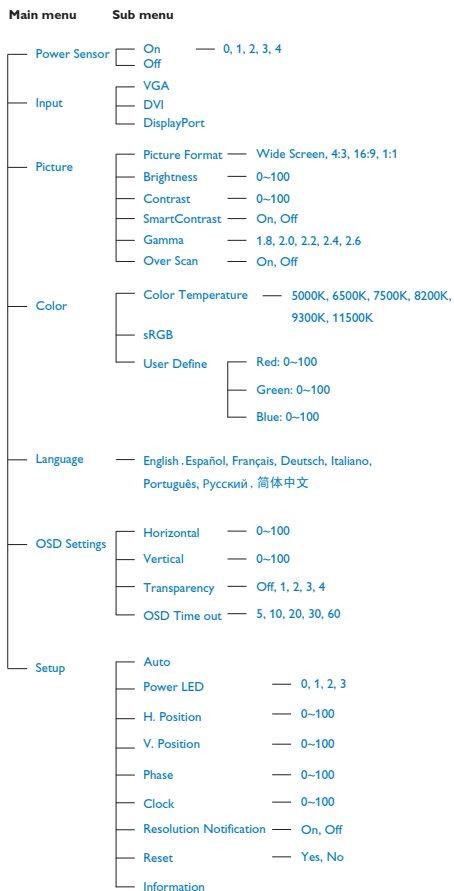 Main menu Sub menu
Power Sensor On 0, 1, 2, 3, 4
Off
Input VGA
DVI
DisplayPort
Picture Picture Format Wide Screen, 4:3, 16:9, 1:1
Brightness 0~100
Contrast 0~100
SmartContrast On, Off
Gamma 1.8, 2.0, 2.2, 2.4, 2.6
Over Scan On, Off
Color Color Temperature 5000K, 6500K, 7500K, 8200K,
9300K, 11500K
sRGB
User Define Red: 0~100
Green: 0~100
Blue: 0~100
Language English, Español, Français, Deutsch, Italiano,
Português, Русский, 简体中文
OSD Settings Horizontal 0~100
Vertical 0~100
Transparency Off, 1, 2, 3, 4
OSD Time out 5, 10, 20, 30, 60
Setup Auto
Power LED 0, 1, 2, 3
H. Position 0~100
V. Position 0~100
Phase 0~100
Clock 0~100
Resolution Notification On, Off
Reset Yes, No
Information